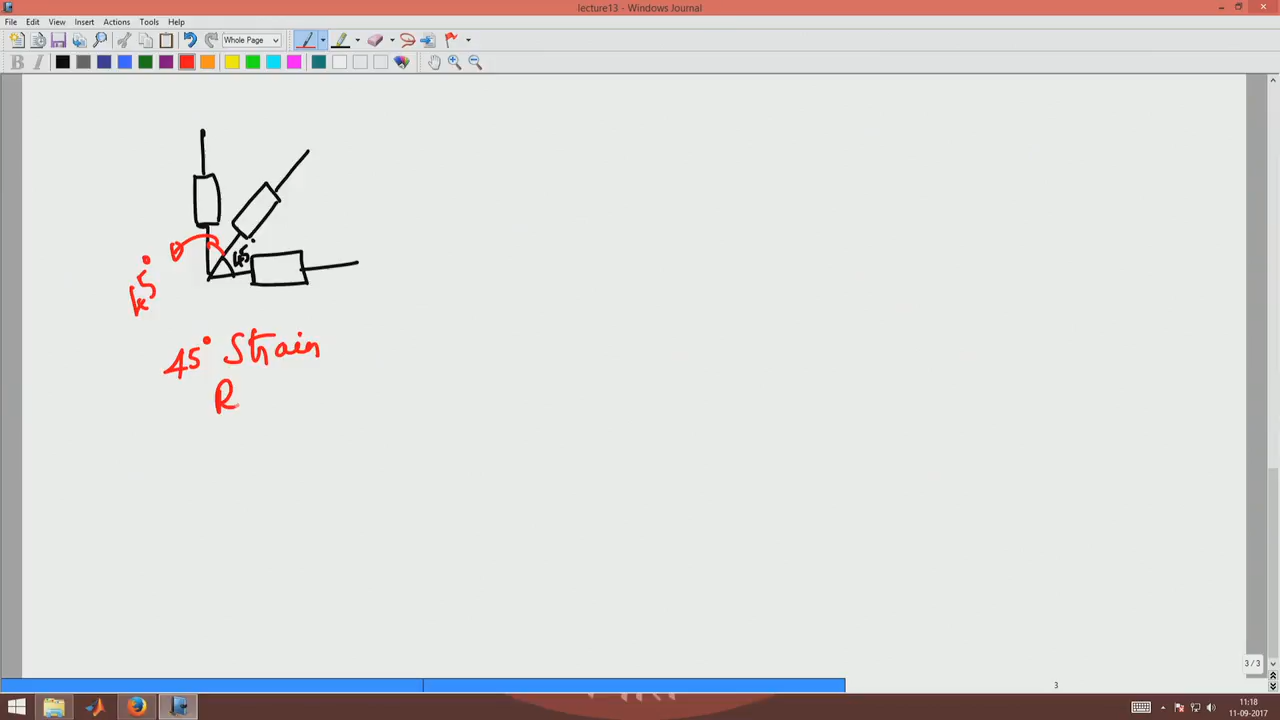 lecture13 - Windows Journal
File Edit View Insert Actions Tools Help
Whole Page
B I
45°
45°
45° Strain
R
3 / 3
3
11:18
11-09-2017